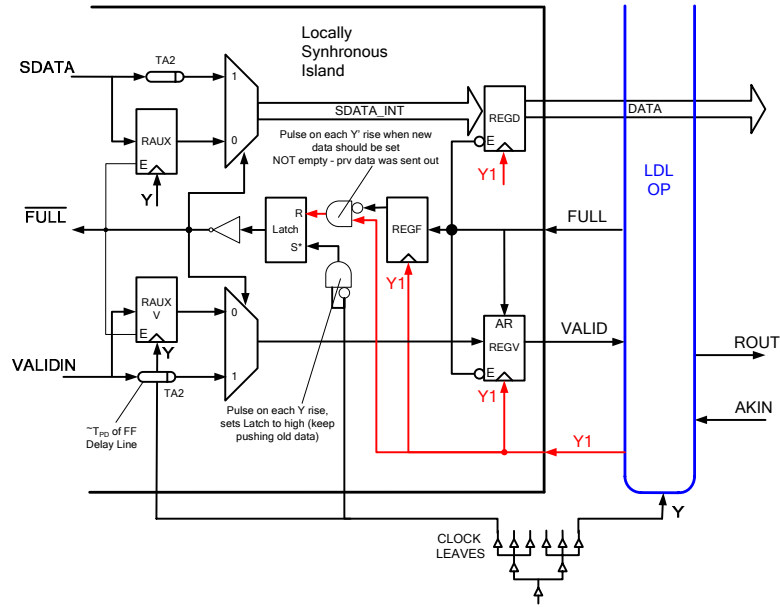 Locally
Synhronous
Island
SDATA
TA2
1
0
RAUX
E
Y
SDATA_INT
REGD
E
Y1
DATA
LDL
OP
Pulse on each Y' rise when new
data should be set
NOT empty - prv data was sent out
FULL
R
Latch
S*
REGF
FULL
Y1
AR
REGV
E
Y1
VALID
ROUT
AKIN
RAUX
V
E
Y
0
1
VALIDIN
TA2
~TPD of FF
Delay Line
Pulse on each Y rise,
sets Latch to high (keep
pushing old data)
Y1
Y
CLOCK
LEAVES